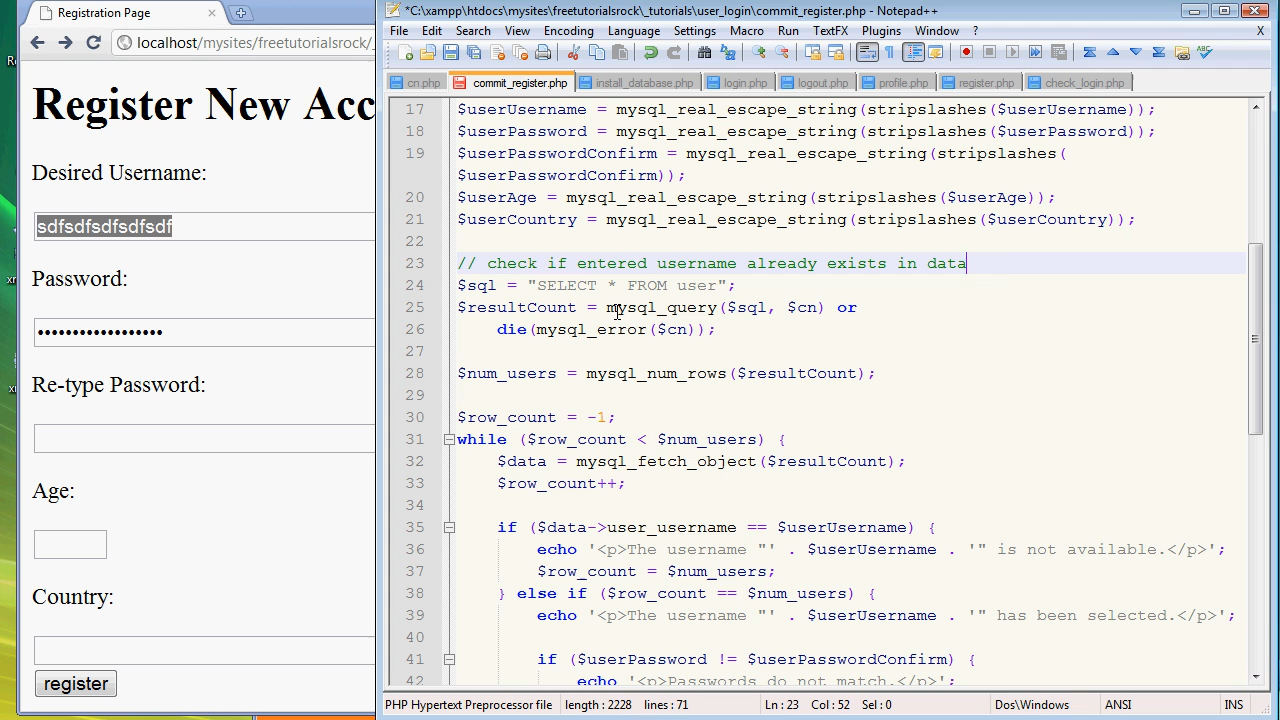 Registration Page
localhost/mysites/freetutorialsrock/_
Register New Acc
Desired Username:
sdfsdfsdfsdfsdf
Password:
••••••••••••••••••
Re-type Password:
Age:
Country:
register
*C:\xampp\htdocs\mysites\freetutorialsrock\_tutorials\user_login\commit_register.php - Notepad++
File Edit Search View Encoding Language Settings Macro Run TextFX Plugins Window ? X
cn.php commit_register.php install_database.php login.php logout.php profile.php register.php check_login.php
17 $userUsername = mysql_real_escape_string(stripslashes($userUsername));
18 $userPassword = mysql_real_escape_string(stripslashes($userPassword));
19 $userPasswordConfirm = mysql_real_escape_string(stripslashes(
$userPasswordConfirm));
20 $userAge = mysql_real_escape_string(stripslashes($userAge));
21 $userCountry = mysql_real_escape_string(stripslashes($userCountry));
22
23 // check if entered username already exists in data
24 $sql = "SELECT * FROM user";
25 $resultCount = mysql_query($sql, $cn) or
26 die(mysql_error($cn));
27
28 $num_users = mysql_num_rows($resultCount);
29
30 $row_count = -1;
31 while ($row_count < $num_users) {
32 $data = mysql_fetch_object($resultCount);
33 $row_count++;
34
35 if ($data->user_username == $userUsername) {
36 echo '<p>The username "' . $userUsername . '" is not available.</p>';
37 $row_count = $num_users;
38 } else if ($row_count == $num_users) {
39 echo '<p>The username "' . $userUsername . '" has been selected.</p>';
40
41 if ($userPassword != $userPasswordConfirm) {
42 echo '<p>Passwords do not match.</p>';
PHP Hypertext Preprocessor file length : 2228 lines : 71 Ln : 23 Col : 52 Sel : 0 Dos\Windows ANSI INS